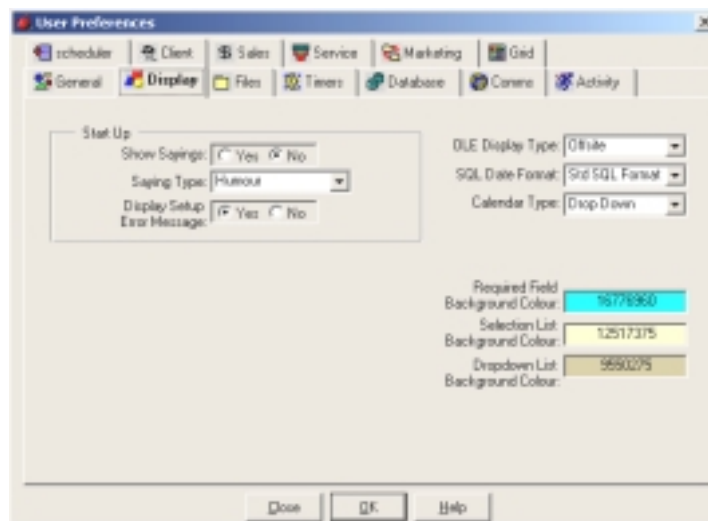 User Preferences
scheduler Client Sales Service Marketing Grid
General Display Files Timers Database Comms Activity
Start Up
Show Sayings: Yes No
Saying Type: Humour
Display Setup Error Message: Yes No
OLE Display Type: Offsite
SQL Date Format: Std SQL Format
Calendar Type: Drop Down
Required Field Background Colour: 16776960
Selection List Background Colour: 12517375
Dropdown List Background Colour:
Close OK Help